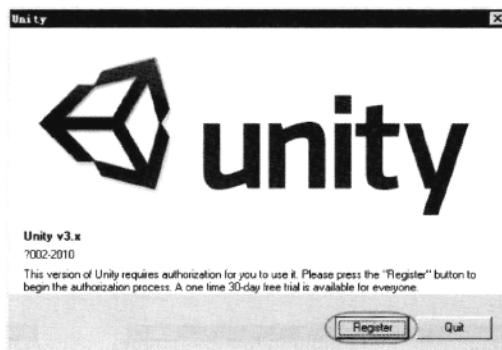 Unity
unity
Unity v3.x
?002-2010
This version of Unity requires authorization for you to use it. Please press the "Register" button to
begin the authorization process. A one time 30-day free trial is available for everyone.
Register
Quit